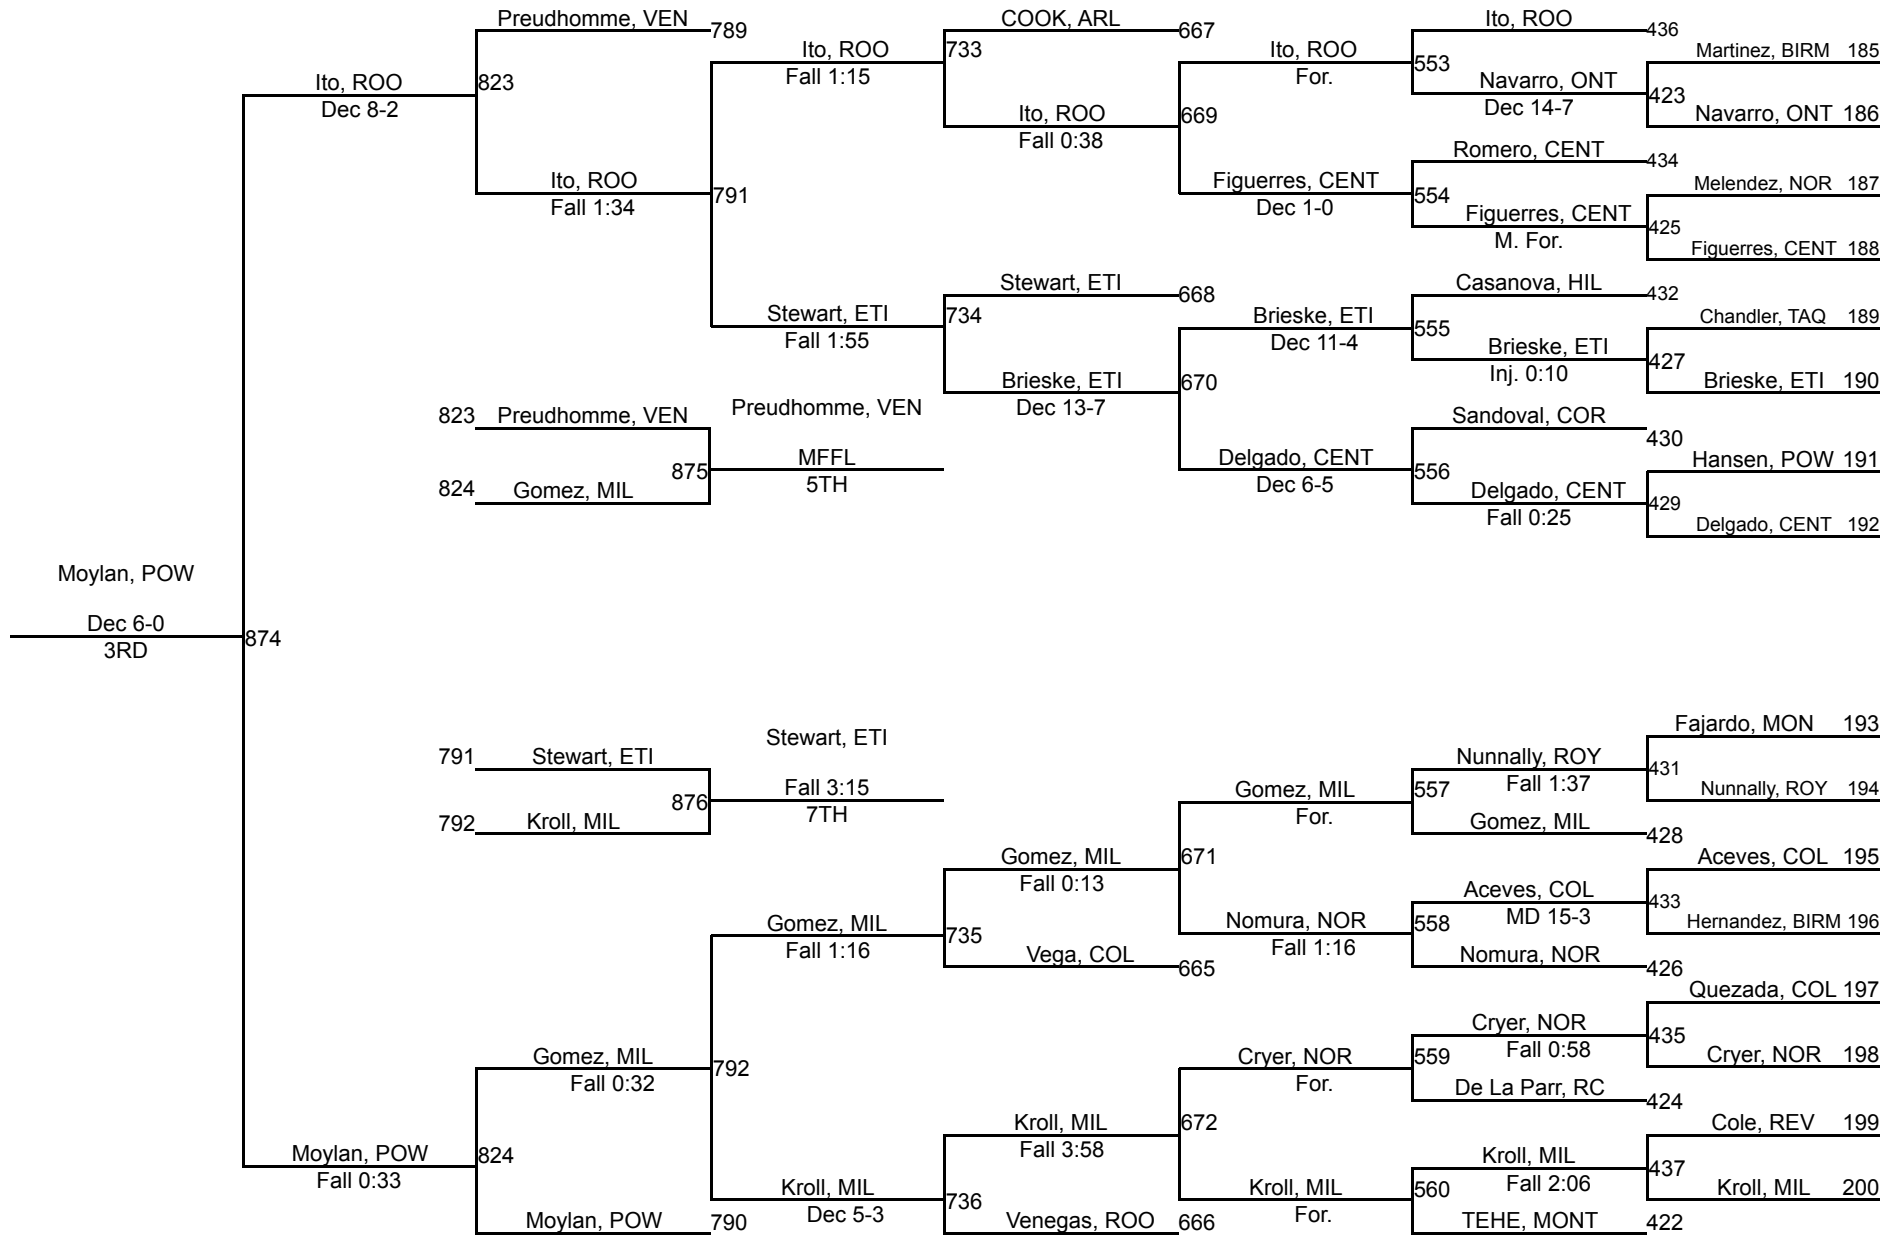 Preudhomme, VEN
789
COOK, ARL
667
Ito, ROO
436
Ito, ROO
Fall 1:15
733
Ito, ROO
For.
553
Martinez, BIRM 185
Ito, ROO
Dec 8-2
823
Navarro, ONT
Dec 14-7
423
Navarro, ONT 186
Ito, ROO
Fall 0:38
669
Romero, CENT
434
Ito, ROO
Fall 1:34
791
Figuerres, CENT
Dec 1-0
554
Melendez, NOR 187
Figuerres, CENT
M. For.
425
Figuerres, CENT 188
Stewart, ETI
668
Casanova, HIL
432
Stewart, ETI
Fall 1:55
734
Brieske, ETI
Dec 11-4
555
Chandler, TAQ 189
Brieske, ETI
Inj. 0:10
427
Brieske, ETI 190
Brieske, ETI
Dec 13-7
670
823 Preudhomme, VEN
Preudhomme, VEN
Sandoval, COR
430
875
MFFL
5TH
Delgado, CENT
Dec 6-5
556
Hansen, POW 191
824 Gomez, MIL
Delgado, CENT
Fall 0:25
429
Delgado, CENT 192
Moylan, POW
Dec 6-0
3RD
874
Fajardo, MON 193
791 Stewart, ETI
Stewart, ETI
Nunnally, ROY
Fall 1:37
431
876
Fall 3:15
7TH
Gomez, MIL
For.
557
Nunnally, ROY 194
792 Kroll, MIL
Gomez, MIL
428
Gomez, MIL
Fall 0:13
671
Aceves, COL 195
Aceves, COL
MD 15-3
433
Gomez, MIL
Fall 1:16
735
Nomura, NOR
Fall 1:16
558
Hernandez, BIRM 196
Vega, COL
665
Nomura, NOR
426
Quezada, COL 197
Cryer, NOR
Fall 0:58
435
Gomez, MIL
Fall 0:32
792
Cryer, NOR
For.
559
Cryer, NOR 198
De La Parr, RC
424
Kroll, MIL
Fall 3:58
672
Cole, REV 199
Moylan, POW
Fall 0:33
824
Kroll, MIL
Fall 2:06
437
Kroll, MIL
Dec 5-3
736
Kroll, MIL
For.
560
Kroll, MIL 200
Moylan, POW
790
Venegas, ROO
666
TEHE, MONT
422